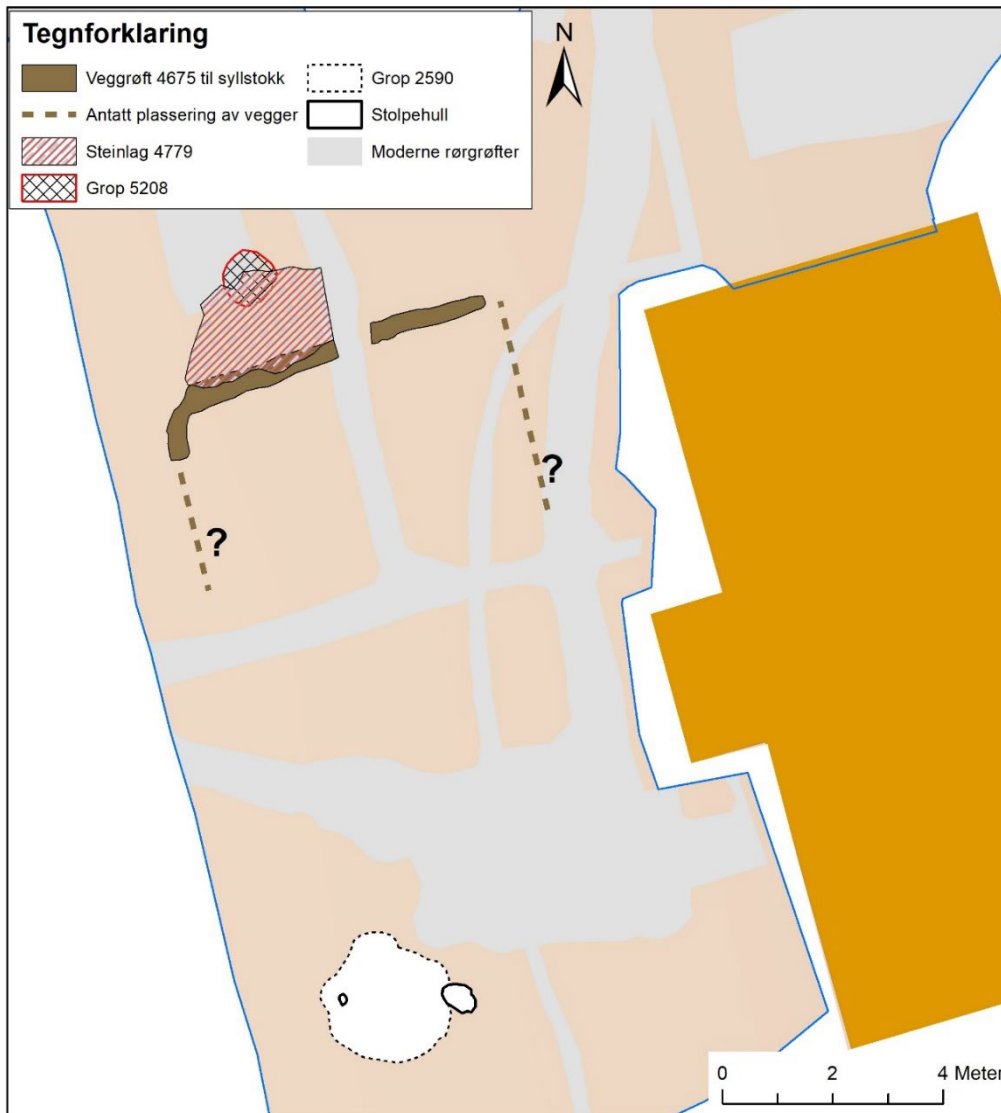 Tegnforklaring
Veggrøft 4675 til syllstokk
Antatt plassering av vegger
Steinlag 4779
Grop 5208
Grop 2590
Stolpehull
Moderne rørgrøfter
N
?
?
0 2 4 Meter